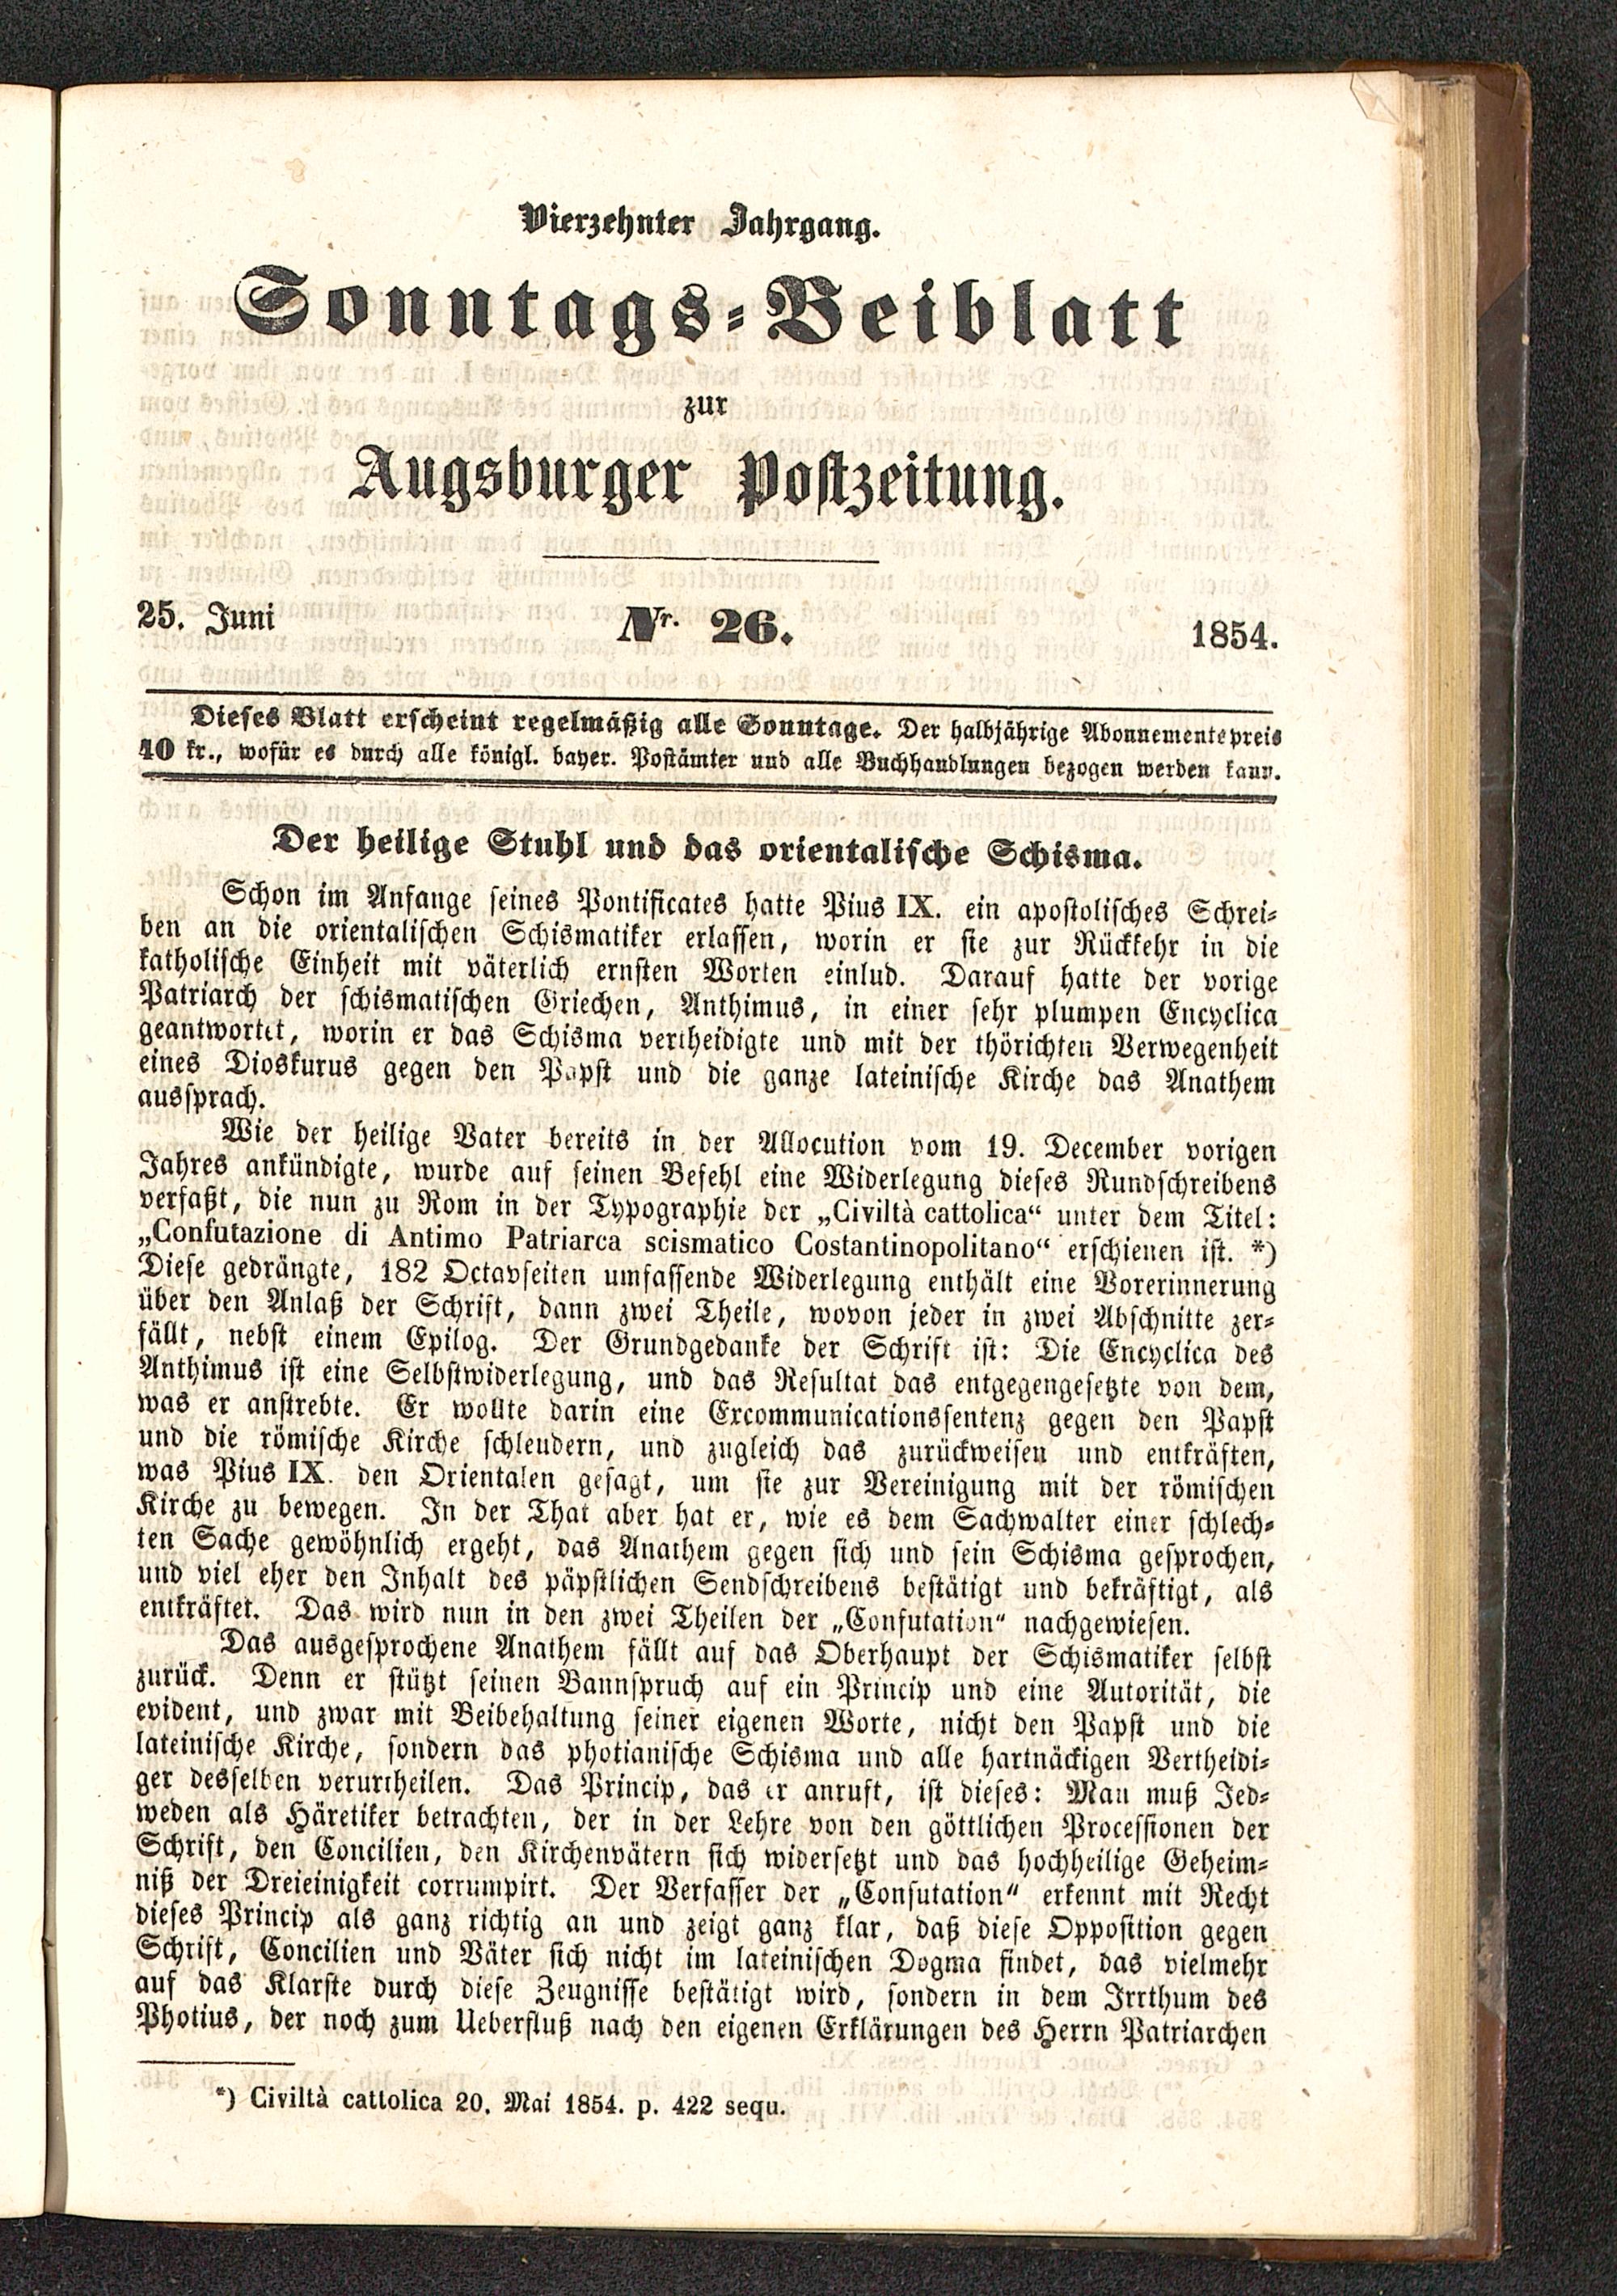 Vierzehnter Jahrgang.
Sonntags-Beiblatt
zur
Augsburger Postzeitung.
25. Juni Nr. 26. 1854.
Dieses Blatt erscheint regelmäßig alle Sonntage. Der halbjährige Abonnementspreis
40 kr., wofür es durch alle königl. bayer. Postämter und alle Buchhandlungen bezogen werden kann.
Der heilige Stuhl und das orientalische Schisma.
Schon im Anfange seines Pontificates hatte Pius IX. ein apostolisches Schrei-
ben an die orientalischen Schismatiker erlassen, worin er sie zur Rückkehr in die
katholische Einheit mit väterlich ernsten Worten einlud. Darauf hatte der vorige
Patriarch der schismatischen Griechen, Anthimus, in einer sehr plumpen Encyclica
geantwortet, worin er das Schisma vertheidigte und mit der thörichten Verwegenheit
eines Dioskurus gegen den Papst und die ganze lateinische Kirche das Anathem
aussprach.
Wie der heilige Vater bereits in der Allocution vom 19. December vorigen
Jahres ankündigte, wurde auf seinen Befehl eine Widerlegung dieses Rundschreibens
verfaßt, die nun zu Rom in der Typographie der „Civiltà cattolica“ unter dem Titel:
„Confutazione di Antimo Patriarca scismatico Costantinopolitano“ erschienen ist. *)
Diese gedrängte, 182 Octavseiten umfassende Widerlegung enthält eine Vorerinnerung
über den Anlaß der Schrift, dann zwei Theile, wovon jeder in zwei Abschnitte zer-
fällt, nebst einem Epilog. Der Grundgedanke der Schrift ist: Die Encyclica des
Anthimus ist eine Selbstwiderlegung, und das Resultat das entgegengesetzte von dem,
was er anstrebte. Er wollte darin eine Excommunicationssentenz gegen den Papst
und die römische Kirche schleudern, und zugleich das zurückweisen und entkräften,
was Pius IX. den Orientalen gesagt, um sie zur Vereinigung mit der römischen
Kirche zu bewegen. In der That aber hat er, wie es dem Sachwalter einer schlech-
ten Sache gewöhnlich ergeht, das Anathem gegen sich und sein Schisma gesprochen,
und viel eher den Inhalt des päpstlichen Sendschreibens bestätigt und bekräftigt, als
entkräftet. Das wird nun in den zwei Theilen der „Confutation“ nachgewiesen.
Das ausgesprochene Anathem fällt auf das Oberhaupt der Schismatiker selbst
zurück. Denn er stützt seinen Bannspruch auf ein Princip und eine Autorität, die
evident, und zwar mit Beibehaltung seiner eigenen Worte, nicht den Papst und die
lateinische Kirche, sondern das photianische Schisma und alle hartnäckigen Vertheidi-
ger desselben verurtheilen. Das Princip, das er anruft, ist dieses: Man muß Jed-
weden als Häretiker betrachten, der in der Lehre von den göttlichen Processionen der
Schrift, den Concilien, den Kirchenvätern sich widersetzt und das hochheilige Geheim-
niß der Dreieinigkeit corrumpirt. Der Verfasser der „Confutation“ erkennt mit Recht
dieses Princip als ganz richtig an und zeigt ganz klar, daß diese Opposition gegen
Schrift, Concilien und Väter sich nicht im lateinischen Dogma findet, das vielmehr
auf das Klarste durch diese Zeugnisse bestätigt wird, sondern in dem Irrthum des
Photius, der noch zum Ueberfluß nach den eigenen Erklärungen des Herrn Patriarchen
*) Civiltà cattolica 20. Mai 1854. p. 422 sequ.